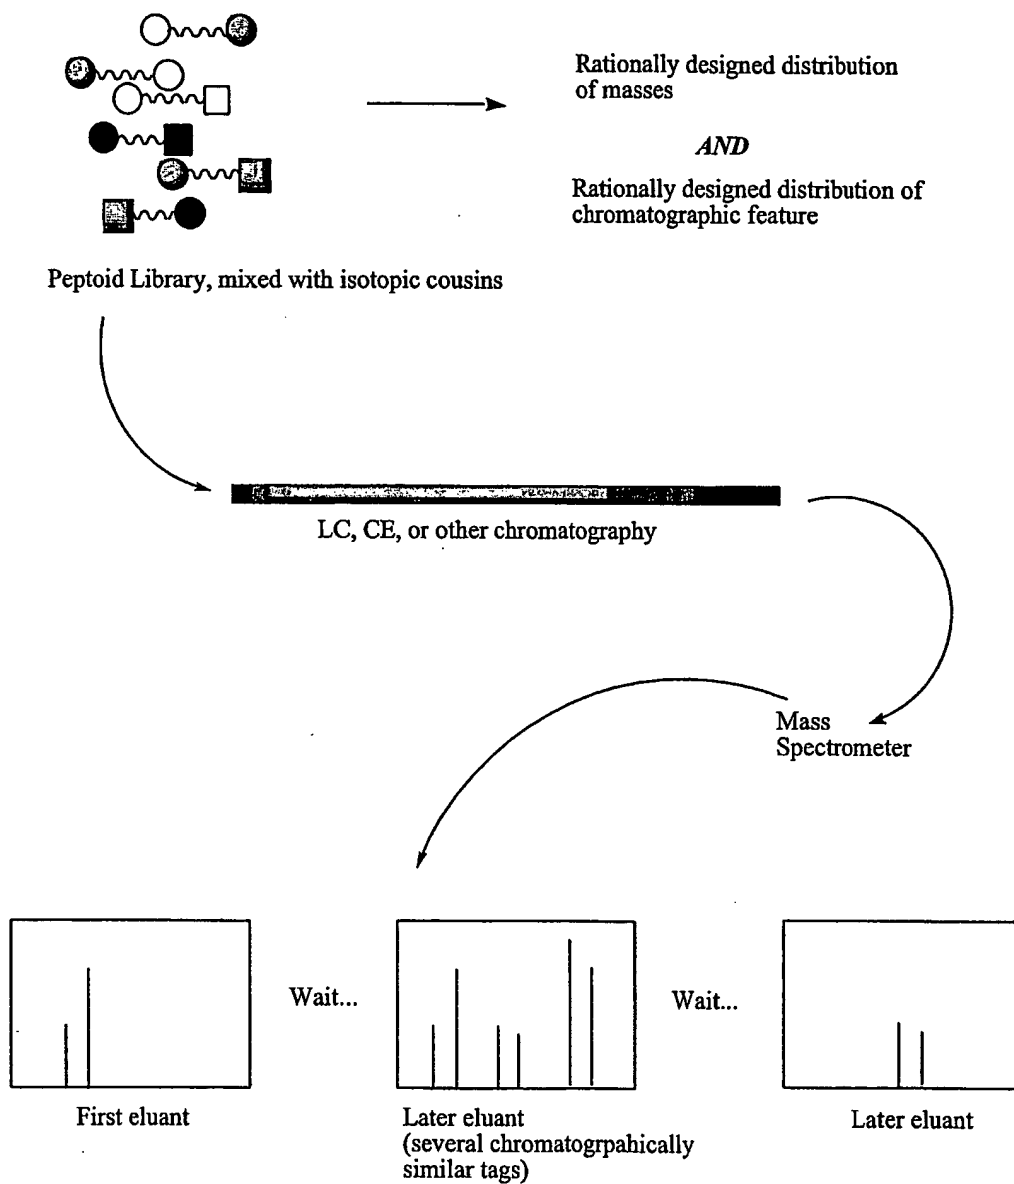 Rationally designed distribution
of masses
AND
Rationally designed distribution of
chromatographic feature
Peptoid Library, mixed with isotopic cousins
LC, CE, or other chromatography
Mass
Spectrometer
Wait...
Wait...
First eluant
Later eluant
(several chromatogrpahically
similar tags)
Later eluant